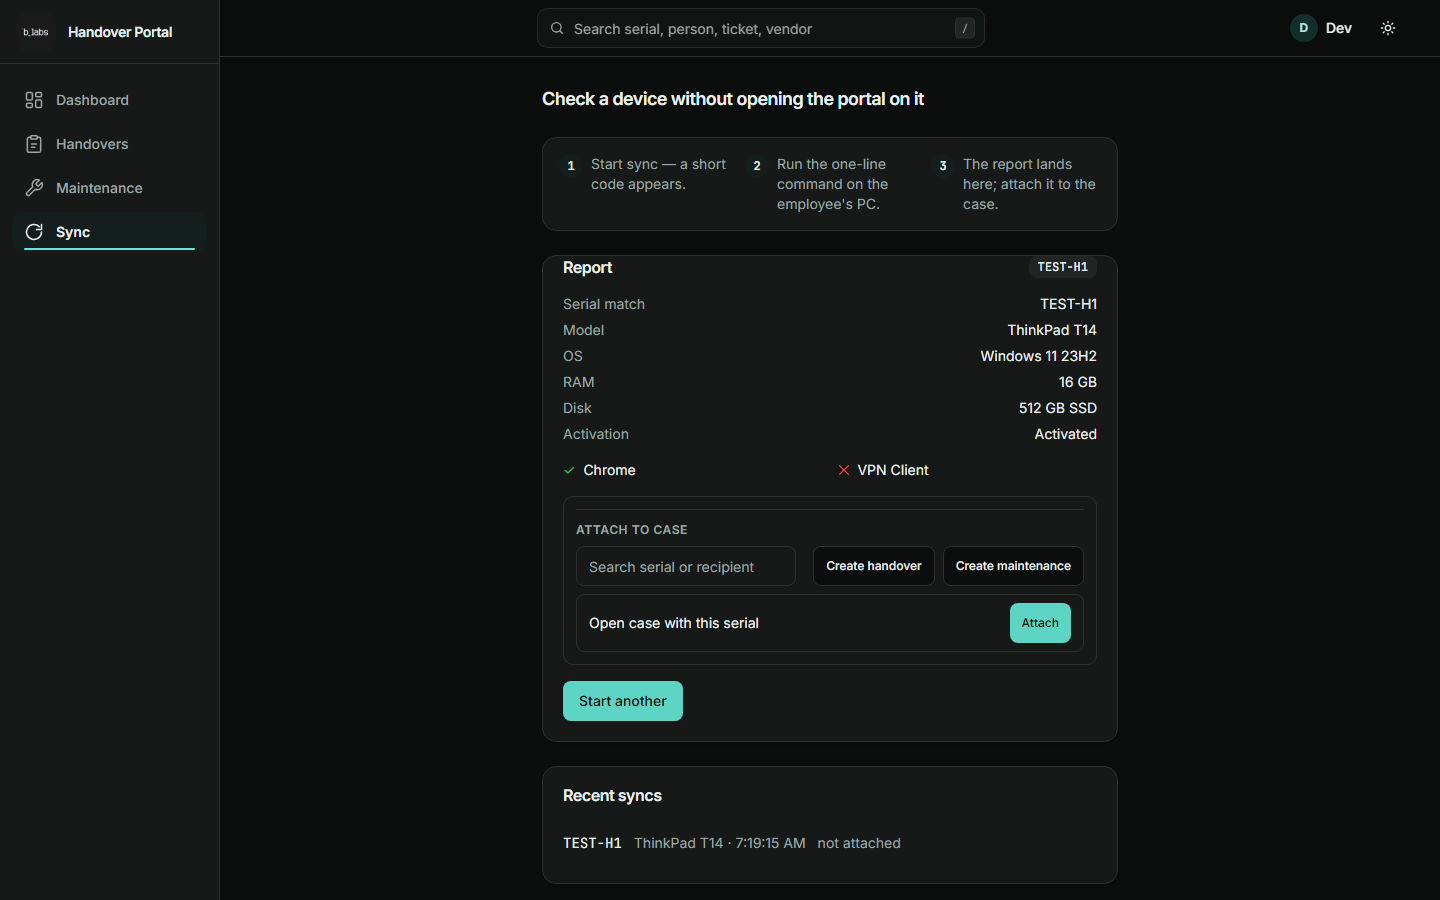 b_labs Handover Portal
Search serial, person, ticket, vendor /
D Dev
Dashboard
Handovers
Maintenance
Sync
Check a device without opening the portal on it
1 Start sync — a short
code appears.
2 Run the one-line
command on the
employee's PC.
3 The report lands
here; attach it to the
case.
Report TEST-H1
Serial match TEST-H1
Model ThinkPad T14
OS Windows 11 23H2
RAM 16 GB
Disk 512 GB SSD
Activation Activated
Chrome VPN Client
ATTACH TO CASE
Search serial or recipient Create handover Create maintenance
Open case with this serial Attach
Start another
Recent syncs
TEST-H1 ThinkPad T14 · 7:19:15 AM not attached